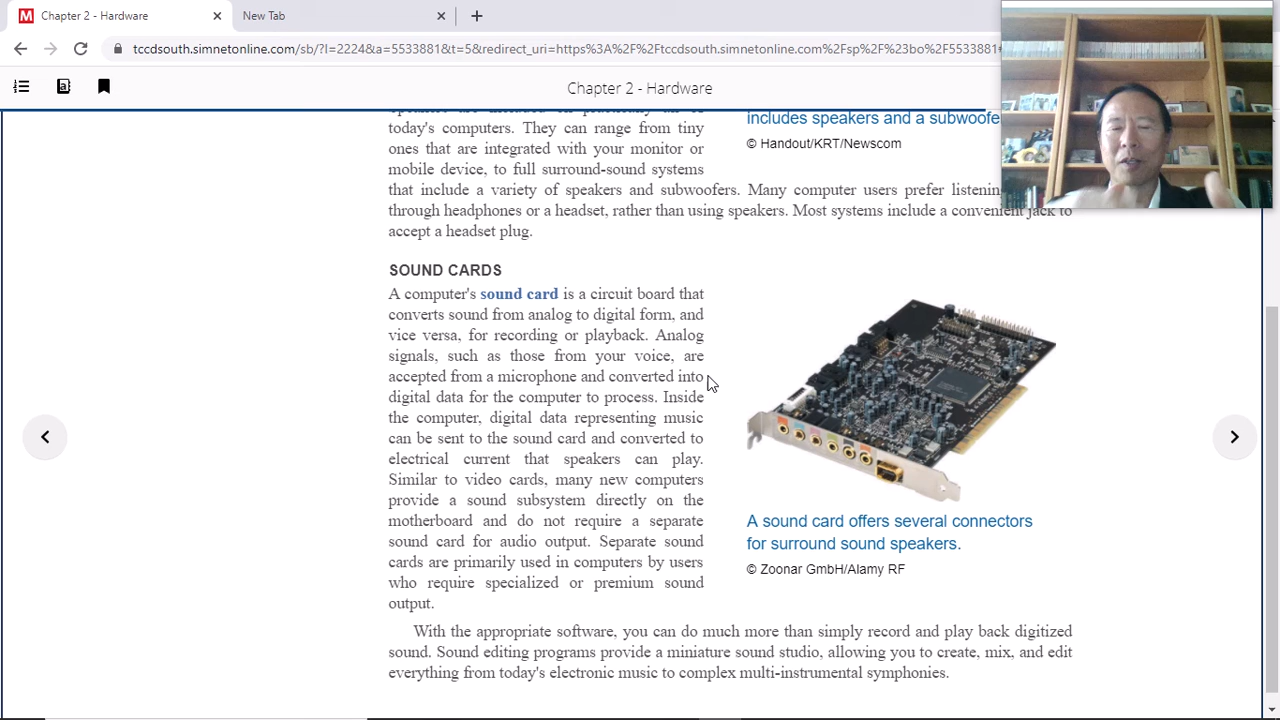 Chapter 2 - Hardware
New Tab
tccdsouth.simnetonline.com/sb/?l=2224&a=5533881&t=5&redirect_uri=https%3A%2F%2Ftccdsouth.simnetonline.com%2Fsp%2F%23bo%2F5533881
Chapter 2 - Hardware
today's computers. They can range from tiny
ones that are integrated with your monitor or
mobile device, to full surround-sound systems
that include a variety of speakers and subwoofers. Many computer users prefer listening
through headphones or a headset, rather than using speakers. Most systems include a convenient jack to
accept a headset plug.
includes speakers and a subwoofe
© Handout/KRT/Newscom
SOUND CARDS
A computer's sound card is a circuit board that
converts sound from analog to digital form, and
vice versa, for recording or playback. Analog
signals, such as those from your voice, are
accepted from a microphone and converted into
digital data for the computer to process. Inside
the computer, digital data representing music
can be sent to the sound card and converted to
electrical current that speakers can play.
Similar to video cards, many new computers
provide a sound subsystem directly on the
motherboard and do not require a separate
sound card for audio output. Separate sound
cards are primarily used in computers by users
who require specialized or premium sound
output.
A sound card offers several connectors
for surround sound speakers.
© Zoonar GmbH/Alamy RF
With the appropriate software, you can do much more than simply record and play back digitized
sound. Sound editing programs provide a miniature sound studio, allowing you to create, mix, and edit
everything from today's electronic music to complex multi-instrumental symphonies.